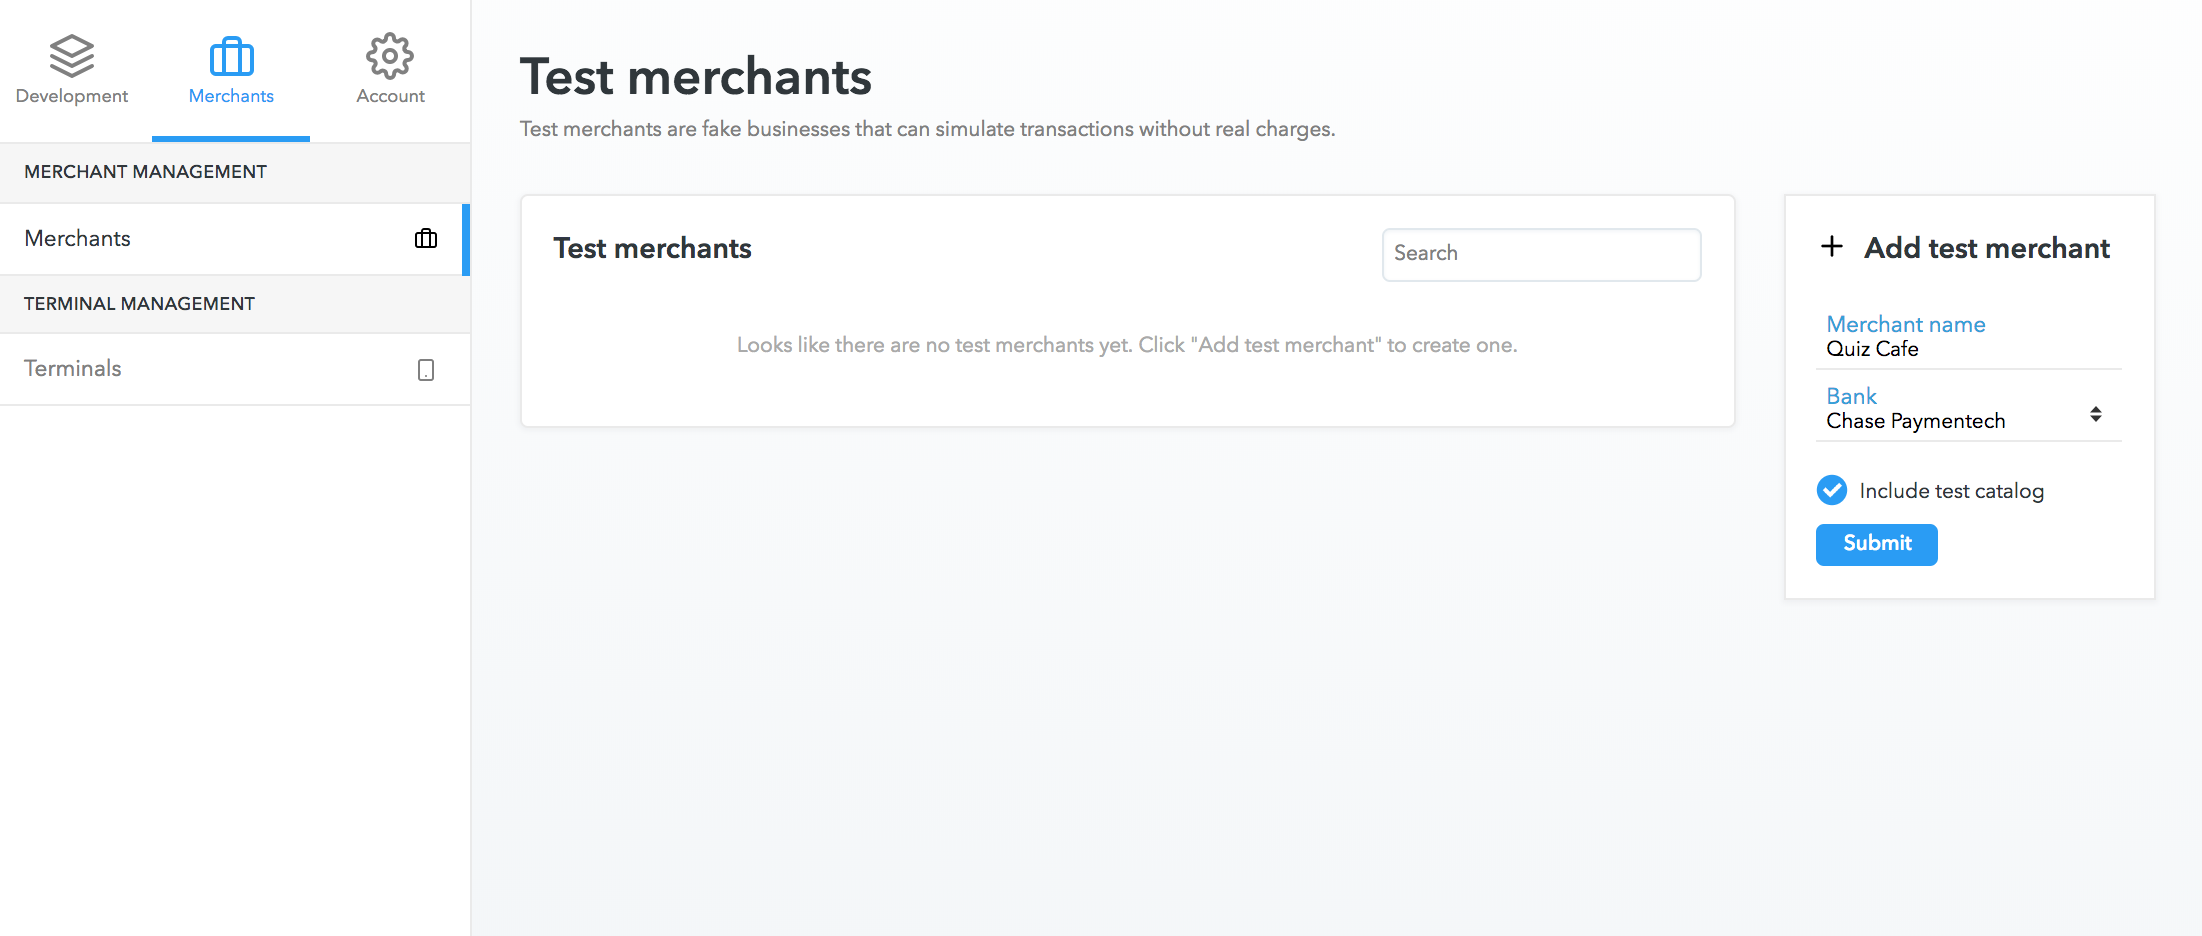 Development
Merchants
Account
MERCHANT MANAGEMENT
Merchants
TERMINAL MANAGEMENT
Terminals
Test merchants
Test merchants are fake businesses that can simulate transactions without real charges.
Test merchants
Search
Looks like there are no test merchants yet. Click "Add test merchant" to create one.
+ Add test merchant
Merchant name
Quiz Cafe
Bank
Chase Paymentech
Include test catalog
Submit